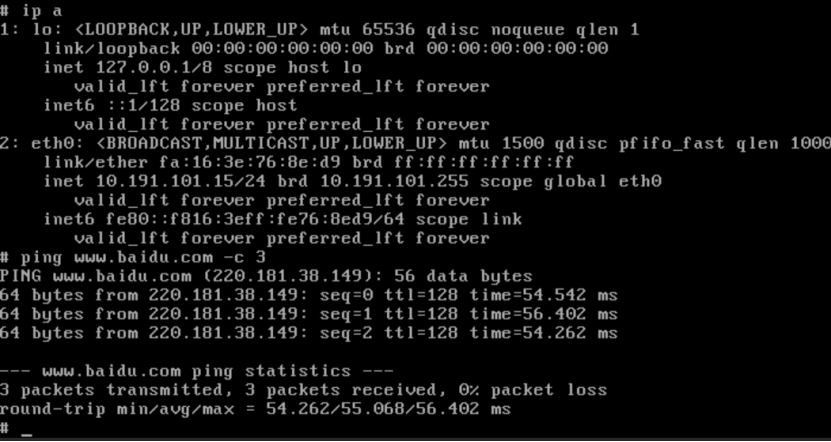 # ip a
1: lo: <LOOPBACK,UP,LOWER_UP> mtu 65536 qdisc noqueue qlen 1
    link/loopback 00:00:00:00:00:00 brd 00:00:00:00:00:00
    inet 127.0.0.1/8 scope host lo
       valid_lft forever preferred_lft forever
    inet6 ::1/128 scope host
       valid_lft forever preferred_lft forever
2: eth0: <BROADCAST,MULTICAST,UP,LOWER_UP> mtu 1500 qdisc pfifo_fast qlen 1000
    link/ether fa:16:3e:76:8e:d9 brd ff:ff:ff:ff:ff:ff
    inet 10.191.101.15/24 brd 10.191.101.255 scope global eth0
       valid_lft forever preferred_lft forever
    inet6 fe80::f816:3eff:fe76:8ed9/64 scope link
       valid_lft forever preferred_lft forever
# ping www.baidu.com -c 3
PING www.baidu.com (220.181.38.149): 56 data bytes
64 bytes from 220.181.38.149: seq=0 ttl=128 time=54.542 ms
64 bytes from 220.181.38.149: seq=1 ttl=128 time=56.402 ms
64 bytes from 220.181.38.149: seq=2 ttl=128 time=54.262 ms

--- www.baidu.com ping statistics ---
3 packets transmitted, 3 packets received, 0% packet loss
round-trip min/avg/max = 54.262/55.068/56.402 ms
# _